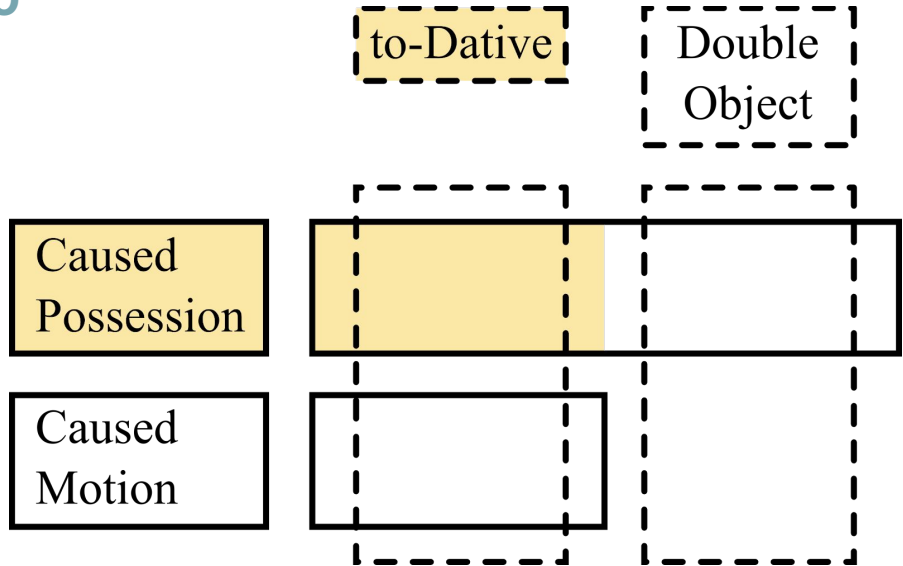 to-Dative
Double
Object
Caused
Possession
Caused
Motion